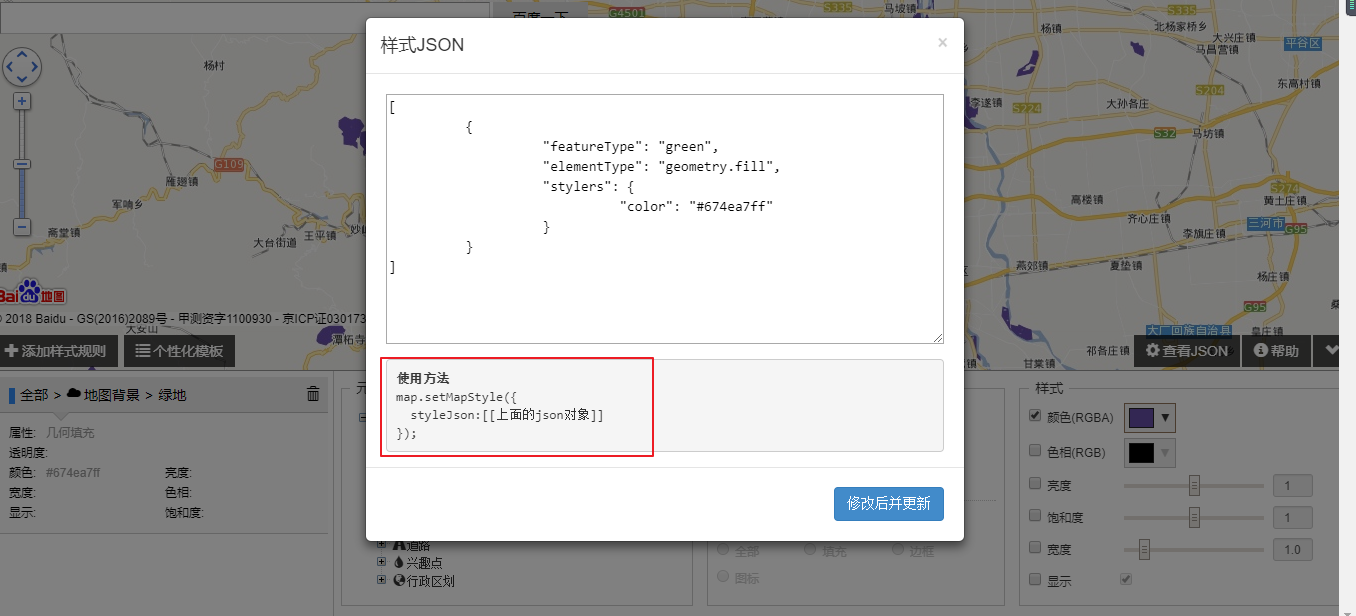 百度一下
G4501
S335
马坡镇
S335
杨镇
北杨家桥乡
大兴庄镇
马昌营镇
平谷区
杨村
样式JSON
×
东高村镇
S204
李遂镇
S224
大孙各庄
S32
马坊镇
[
{
"featureType": "green",
"elementType": "geometry.fill",
"stylers": {
"color": "#674ea7ff"
}
}
]
G109
雁翅镇
军响乡
斋堂镇
大台街道
王平镇
妙
S274
高楼镇
黄土庄镇
齐心庄镇
三河市
G95
李旗庄镇
燕郊镇
夏垫镇
杨庄镇
G95
镇
区
Bai du 地图
© 2018 Baidu - GS(2016)2089号 - 甲测资字1100930 - 京ICP证030173
大安山
潭柘寺
大厂回族自治县
皇庄镇
祁各庄镇
甘棠镇
添加样式规则
个性化模板
查看JSON
帮助
使用方法
map.setMapStyle({
styleJson:[[上面的json对象]]
});
修改后并更新
全部 > 地图背景 > 绿地
属性: 几何填充
透明度:
颜色: #674ea7ff
亮度:
宽度:
色相:
显示:
饱和度:
元
道路
兴趣点
行政区划
全部
填充
边框
图标
样式
颜色(RGBA)
色相(RGB)
亮度
1
饱和度
1
宽度
1.0
显示